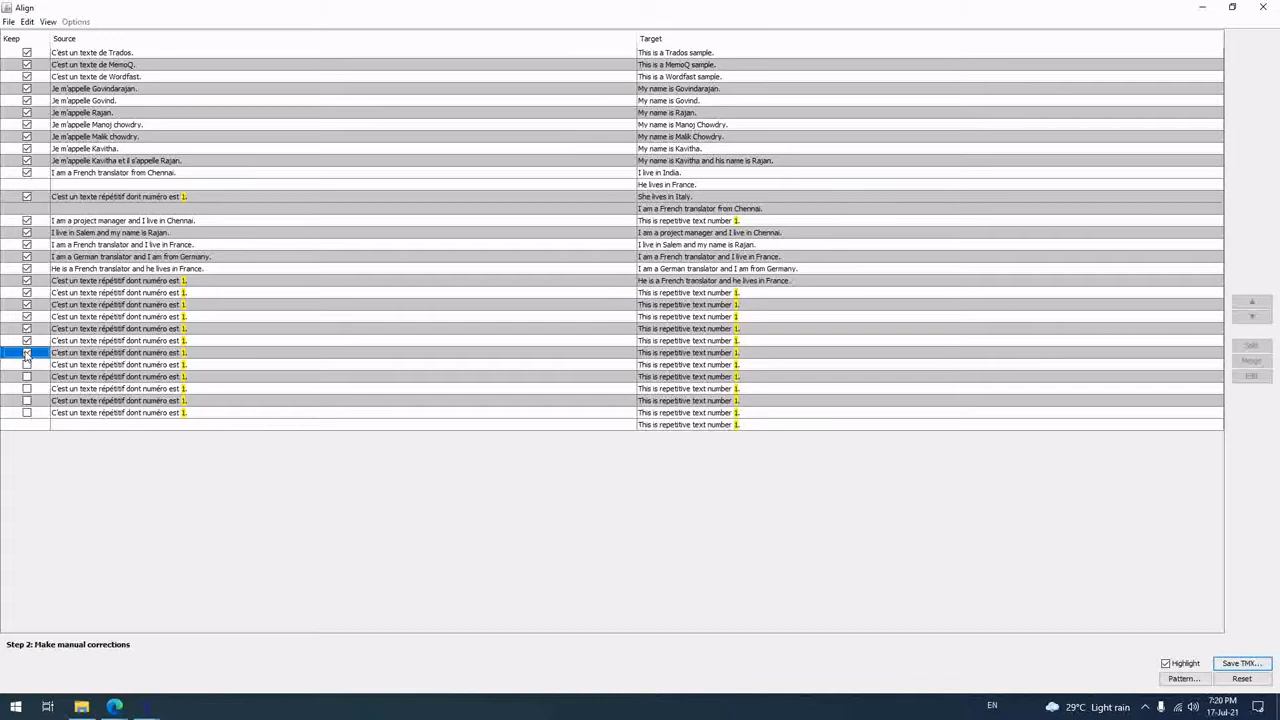 Align
File Edit View Options
Keep Source Target
C'est un texte de Trados. This is a Trados sample.
C'est un texte de MemoQ. This is a MemoQ sample.
C'est un texte de Wordfast. This is a Wordfast sample.
Je m'appelle Govindarajan. My name is Govindarajan.
Je m'appelle Govind. My name is Govind.
Je m'appelle Rajan. My name is Rajan.
Je m'appelle Manoj chowdry. My name is Manoj Chowdry.
Je m'appelle Malik chowdry. My name is Malik Chowdry.
Je m'appelle Kavitha. My name is Kavitha.
Je m'appelle Kavitha et il s'appelle Rajan. My name is Kavitha and his name is Rajan.
I am a French translator from Chennai. I live in India.
He lives in France.
C'est un texte répétitif dont numéro est 1. She lives in Italy.
I am a French translator from Chennai.
I am a project manager and I live in Chennai. This is repetitive text number 1.
I live in Salem and my name is Rajan. I am a project manager and I live in Chennai.
I am a French translator and I live in France. I live in Salem and my name is Rajan.
I am a German translator and I am from Germany. I am a French translator and I live in France.
He is a French translator and he lives in France. I am a German translator and I am from Germany.
C'est un texte répétitif dont numéro est 1. He is a French translator and he lives in France.
C'est un texte répétitif dont numéro est 1. This is repetitive text number 1.
C'est un texte répétitif dont numéro est 1. This is repetitive text number 1.
C'est un texte répétitif dont numéro est 1. This is repetitive text number 1
C'est un texte répétitif dont numéro est 1. This is repetitive text number 1.
C'est un texte répétitif dont numéro est 1. This is repetitive text number 1.
C'est un texte répétitif dont numéro est 1. This is repetitive text number 1.
C'est un texte répétitif dont numéro est 1. This is repetitive text number 1.
C'est un texte répétitif dont numéro est 1. This is repetitive text number 1.
C'est un texte répétitif dont numéro est 1. This is repetitive text number 1.
C'est un texte répétitif dont numéro est 1. This is repetitive text number 1.
C'est un texte répétitif dont numéro est 1. This is repetitive text number 1.
This is repetitive text number 1.
Split
Merge
Edit
Step 2: Make manual corrections
Highlight Save TMX...
Pattern... Reset
EN 29°C Light rain 7:20 PM
17-Jul-21